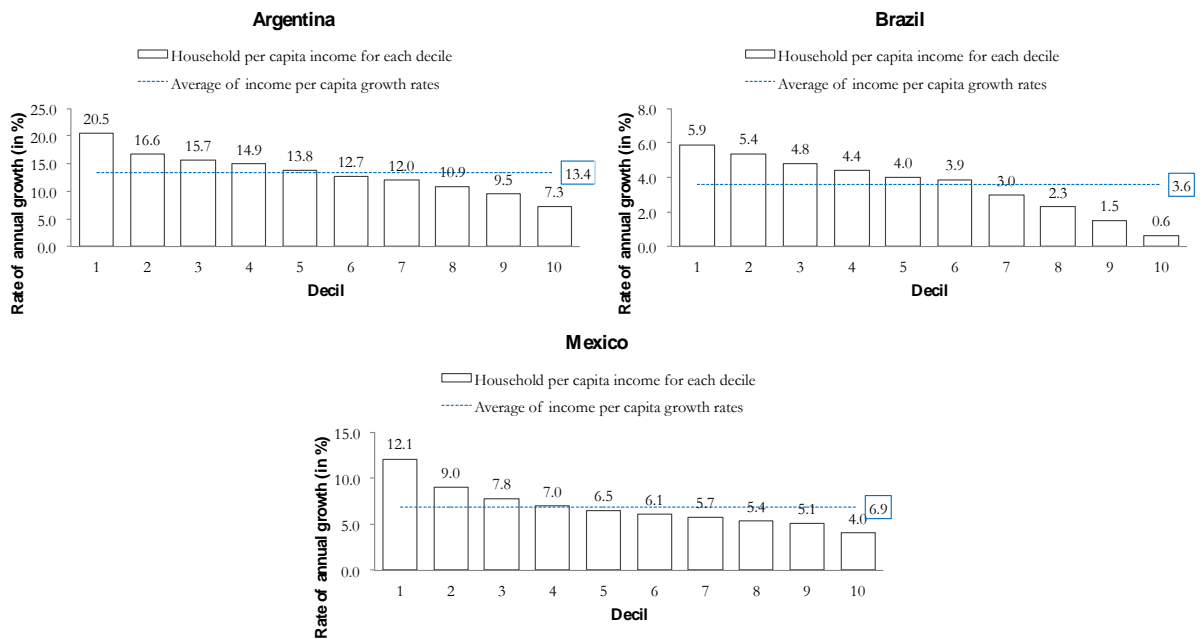 Argentina
Household per capita income for each decile
Average of income per capita growth rates
Rate of annual growth (in %)
25.0
20.0
15.0
10.0
5.0
0.0
20.5
16.6
15.7
14.9
13.8
12.7
12.0
10.9
9.5
7.3
13.4
1 2 3 4 5 6 7 8 9 10
Decil
Brazil
Household per capita income for each decile
Average of income per capita growth rates
Rate of annual growth (in %)
8.0
6.0
4.0
2.0
0.0
5.9
5.4
4.8
4.4
4.0
3.9
3.0
2.3
1.5
0.6
3.6
1 2 3 4 5 6 7 8 9 10
Decil
Mexico
Household per capita income for each decile
Average of income per capita growth rates
Rate of annual growth (in %)
15.0
10.0
5.0
0.0
12.1
9.0
7.8
7.0
6.5
6.1
5.7
5.4
5.1
4.0
6.9
1 2 3 4 5 6 7 8 9 10
Decil